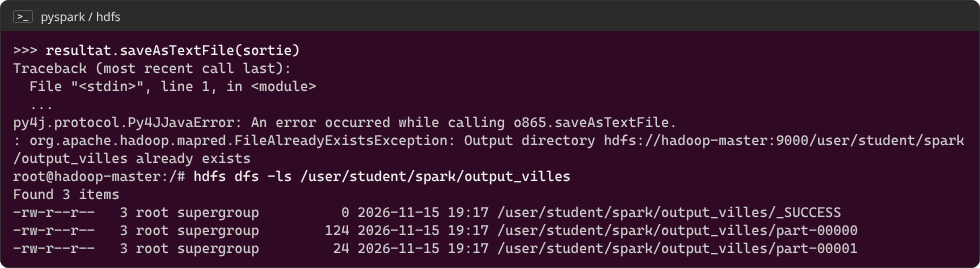 >_ pyspark / hdfs
>>> resultat.saveAsTextFile(sortie)
Traceback (most recent call last):
  File "<stdin>", line 1, in <module>
  ...
py4j.protocol.Py4JJavaError: An error occurred while calling o865.saveAsTextFile.
: org.apache.hadoop.mapred.FileAlreadyExistsException: Output directory hdfs://hadoop-master:9000/user/student/spark
/output_villes already exists
root@hadoop-master:/# hdfs dfs -ls /user/student/spark/output_villes
Found 3 items
-rw-r--r--   3 root supergroup          0 2026-11-15 19:17 /user/student/spark/output_villes/_SUCCESS
-rw-r--r--   3 root supergroup        124 2026-11-15 19:17 /user/student/spark/output_villes/part-00000
-rw-r--r--   3 root supergroup         24 2026-11-15 19:17 /user/student/spark/output_villes/part-00001